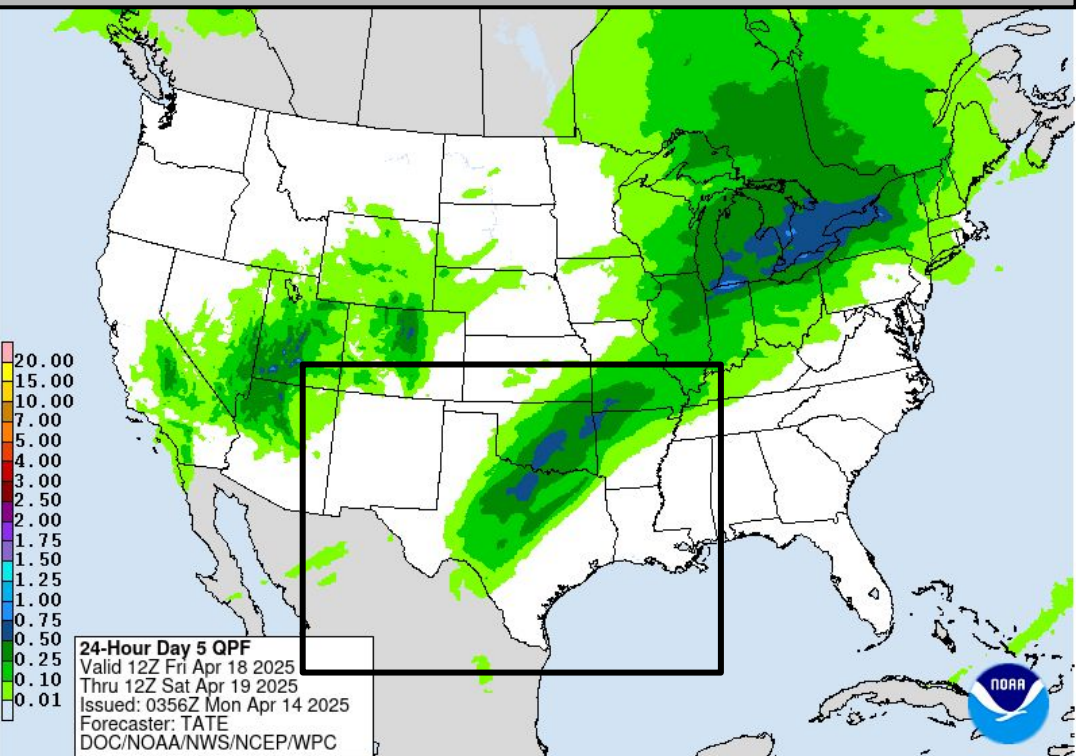 20.00
15.00
10.00
7.00
5.00
4.00
3.00
2.50
2.00
1.75
1.50
1.25
1.00
0.75
0.50
0.25
0.10
0.01
24-Hour Day 5 QPF
Valid 12Z Fri Apr 18 2025
Thru 12Z Sat Apr 19 2025
Issued: 0356Z Mon Apr 14 2025
Forecaster: TATE
DOC/NOAA/NWS/NCEP/WPC
NOAA